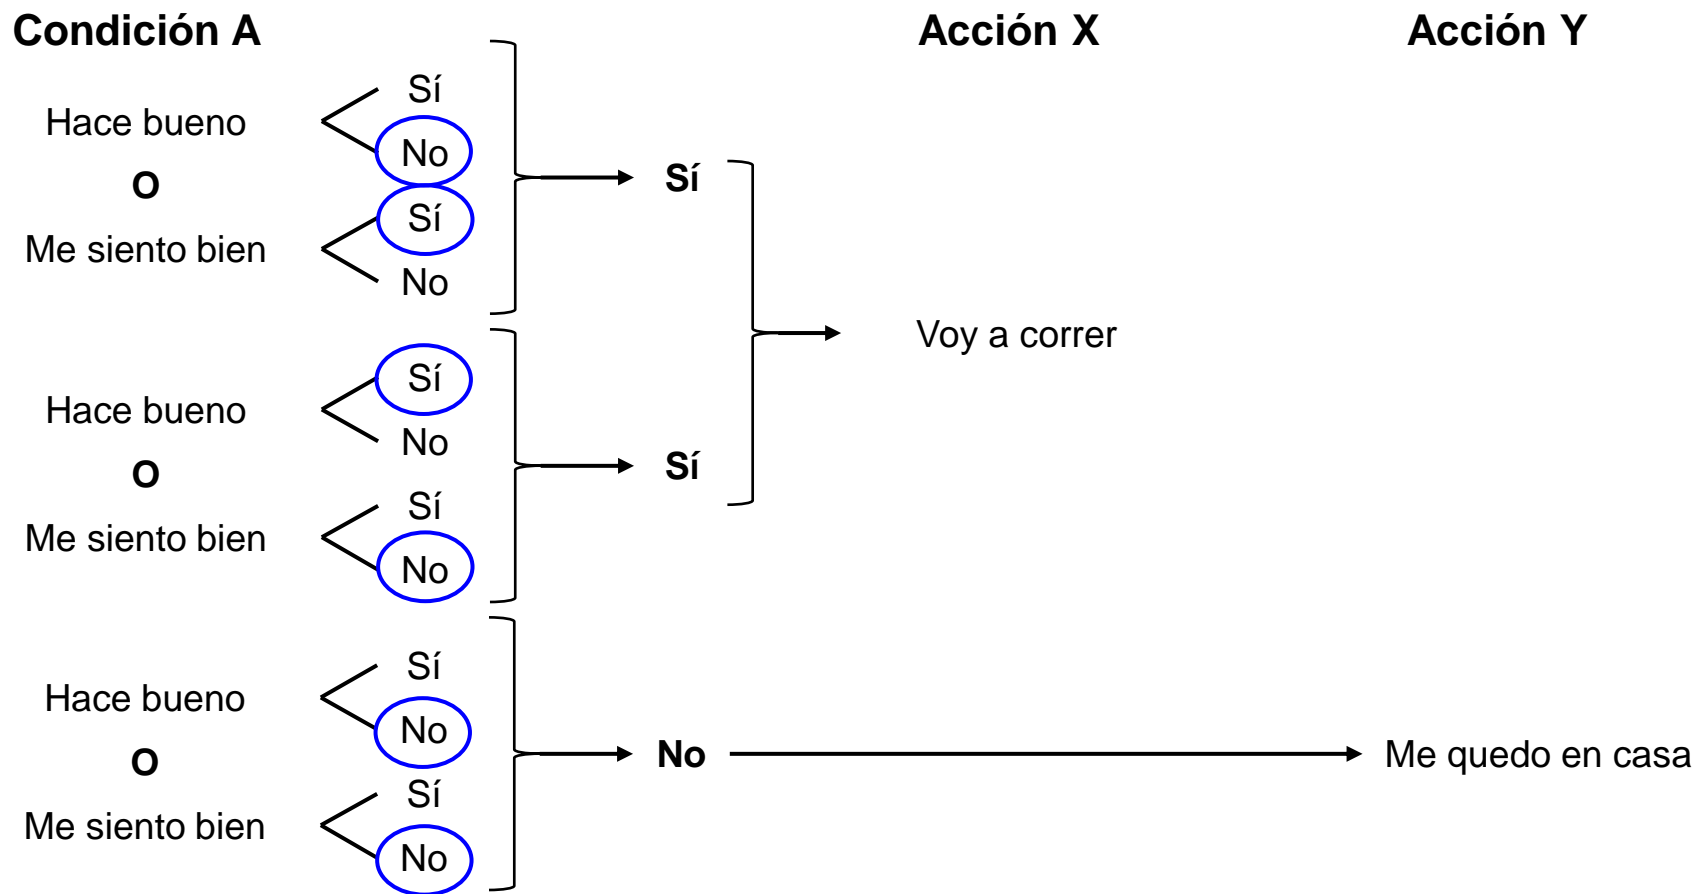 Condición A Acción X Acción Y
Sí
Hace bueno
No
O Sí
Sí
Me siento bien
No
Voy a correr
Sí
Hace bueno
No
O Sí
Sí
Me siento bien
No
Sí
Hace bueno
No
O No Me quedo en casa
Sí
Me siento bien
No